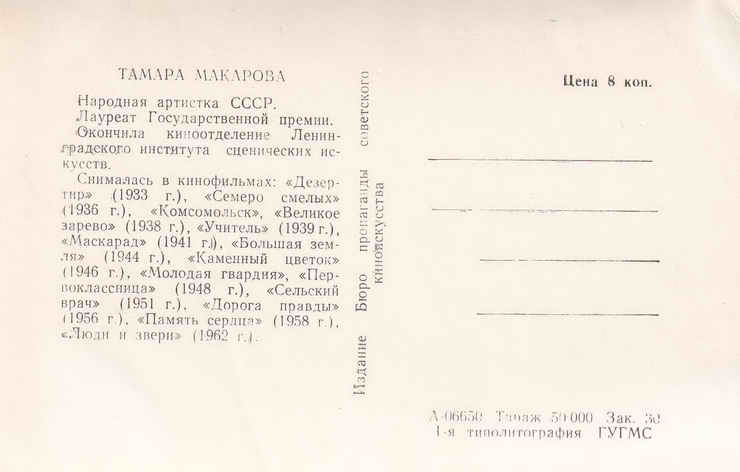 ТАМАРА МАКАРОВА
Народная артистка СССР.
Лауреат Государственной премии.
Окончила киноотделение Ленин-
градского института сценических ис-
кусств.
Снималась в кинофильмах: «Дезер-
тир» (1933 г.), «Семеро смелых»
(1936 г.), «Комсомольск», «Великое
зарево» (1938 г.), «Учитель» (1939 г.),
«Маскарад» (1941 г.), «Большая зем-
ля» (1944 г.), «Каменный цветок»
(1946 г.), «Молодая гвардия», «Пер-
воклассница» (1948 г.), «Сельский
врач» (1951 г.), «Дорога правды»
(1956 г.), «Память сердца» (1958 г.),
«Люди и звери» (1962 г.).
Издание Бюро пропаганды советского
киноискусства
Цена 8 коп.
А-06650 Тираж 50 000 Зак.
1-я типолитография ГУГМС